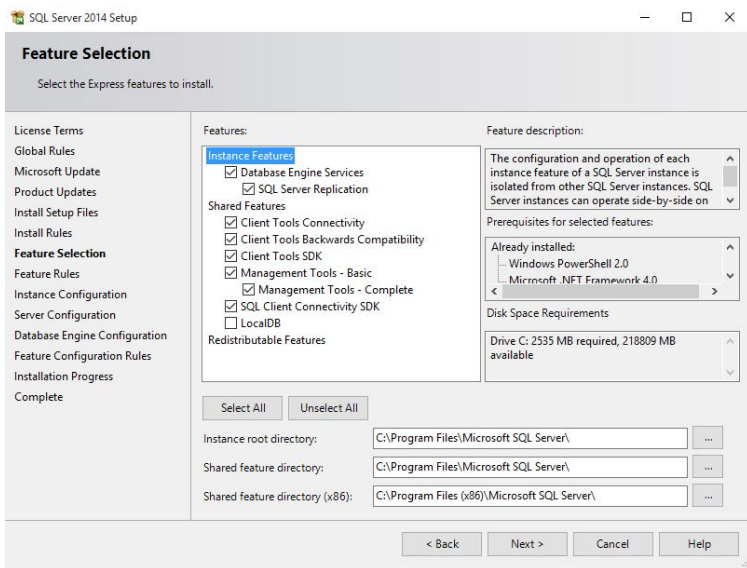 SQL Server 2014 Setup
Feature Selection
Select the Express features to install.
License Terms
Global Rules
Microsoft Update
Product Updates
Install Setup Files
Install Rules
Feature Selection
Feature Rules
Instance Configuration
Server Configuration
Database Engine Configuration
Feature Configuration Rules
Installation Progress
Complete
Features:
Instance Features
Database Engine Services
SQL Server Replication
Shared Features
Client Tools Connectivity
Client Tools Backwards Compatibility
Client Tools SDK
Management Tools - Basic
Management Tools - Complete
SQL Client Connectivity SDK
LocalDB
Redistributable Features
Feature description:
The configuration and operation of each
instance feature of a SQL Server instance is
isolated from other SQL Server instances. SQL
Server instances can operate side-by-side on
Prerequisites for selected features:
Already installed:
Windows PowerShell 2.0
Microsoft .NET Framework 4.0
Disk Space Requirements
Drive C: 2535 MB required, 218809 MB
available
Select All
Unselect All
Instance root directory:
C:\Program Files\Microsoft SQL Server\
...
Shared feature directory:
C:\Program Files\Microsoft SQL Server\
...
Shared feature directory (x86):
C:\Program Files (x86)\Microsoft SQL Server\
...
< Back
Next >
Cancel
Help